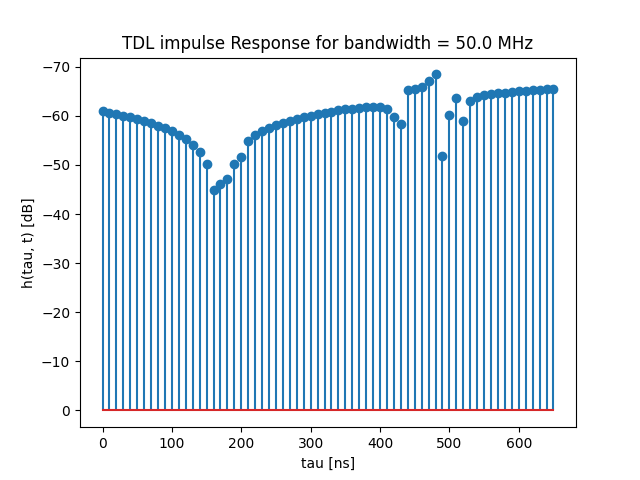 TDL impulse Response for bandwidth = 50.0 MHz
−70
−60
−50
−40
−30
−20
−10
0
h(tau, t) [dB]
0 100 200 300 400 500 600
tau [ns]